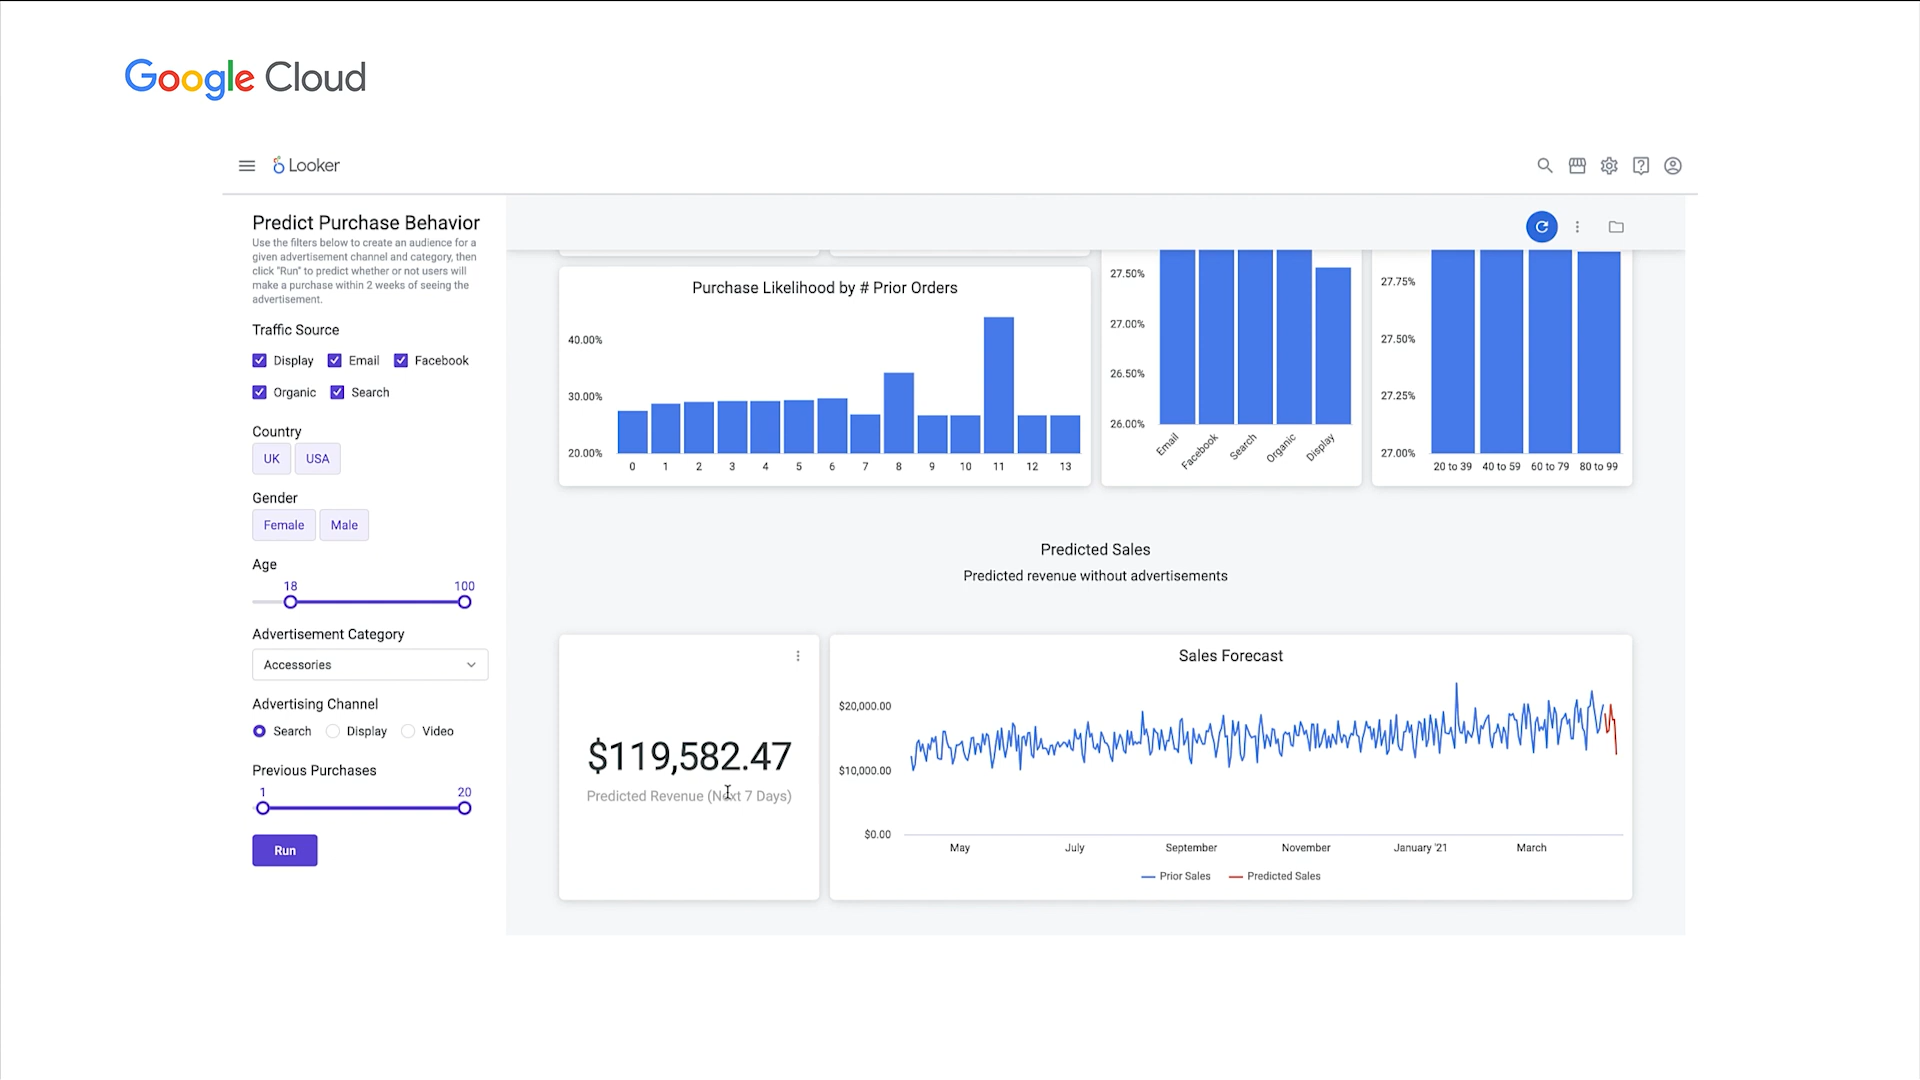 Google Cloud
Looker
Predict Purchase Behavior
Use the filters below to create an audience for a
given advertisement channel and category, then
click "Run" to predict whether or not users will
make a purchase within 2 weeks of seeing the
advertisement.
Traffic Source
Display Email Facebook
Organic Search
Country
UK USA
Gender
Female Male
Age
18 100
Advertisement Category
Accessories
Advertising Channel
Search Display Video
Previous Purchases
1 20
Run
Purchase Likelihood by # Prior Orders
40.00%
30.00%
20.00%
0 1 2 3 4 5 6 7 8 9 10 11 12 13
27.50%
27.00%
26.50%
26.00%
Email Facebook Search Organic Display
27.75%
27.50%
27.25%
27.00%
20 to 39 40 to 59 60 to 79 80 to 99
Predicted Sales
Predicted revenue without advertisements
$119,582.47
Predicted Revenue (Next 7 Days)
Sales Forecast
$20,000.00
$10,000.00
$0.00
May July September November January '21 March
Prior Sales Predicted Sales